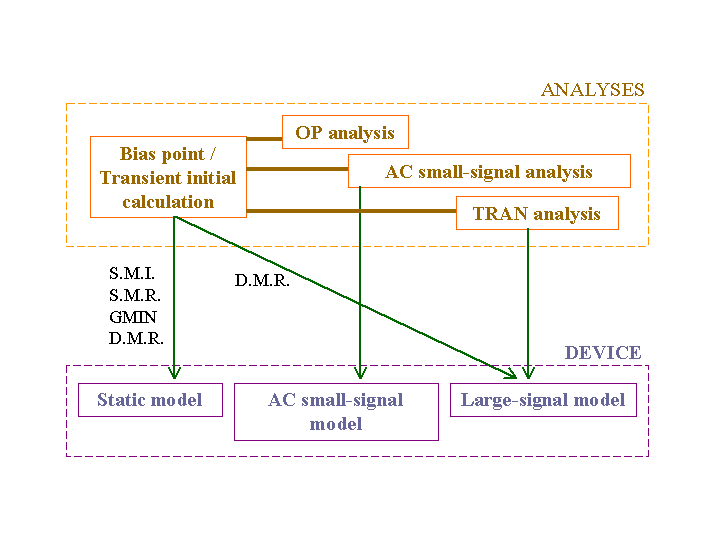 ANALYSES
OP analysis
Bias point /
Transient initial
calculation
AC small-signal analysis
TRAN analysis
S.M.I.
S.M.R.
GMIN
D.M.R.
D.M.R.
DEVICE
Static model
AC small-signal
model
Large-signal model